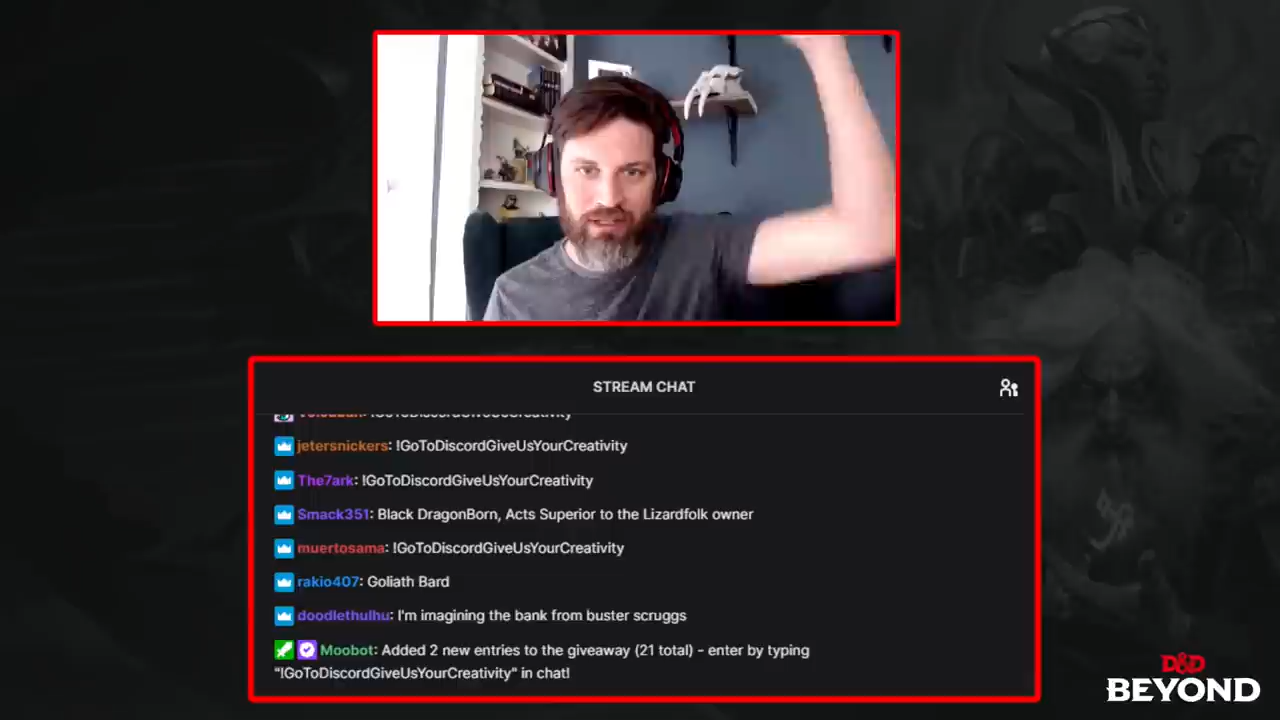 STREAM CHAT
jetersnickers: !GoToDiscordGiveUsYourCreativity
The7ark: !GoToDiscordGiveUsYourCreativity
Smack351: Black DragonBorn, Acts Superior to the Lizardfolk owner
muertosama: !GoToDiscordGiveUsYourCreativity
rakio407: Goliath Bard
doodlethulhu: I'm imagining the bank from buster scruggs
Moobot: Added 2 new entries to the giveaway (21 total) - enter by typing
"!GoToDiscordGiveUsYourCreativity" in chat!
D&D
BEYOND